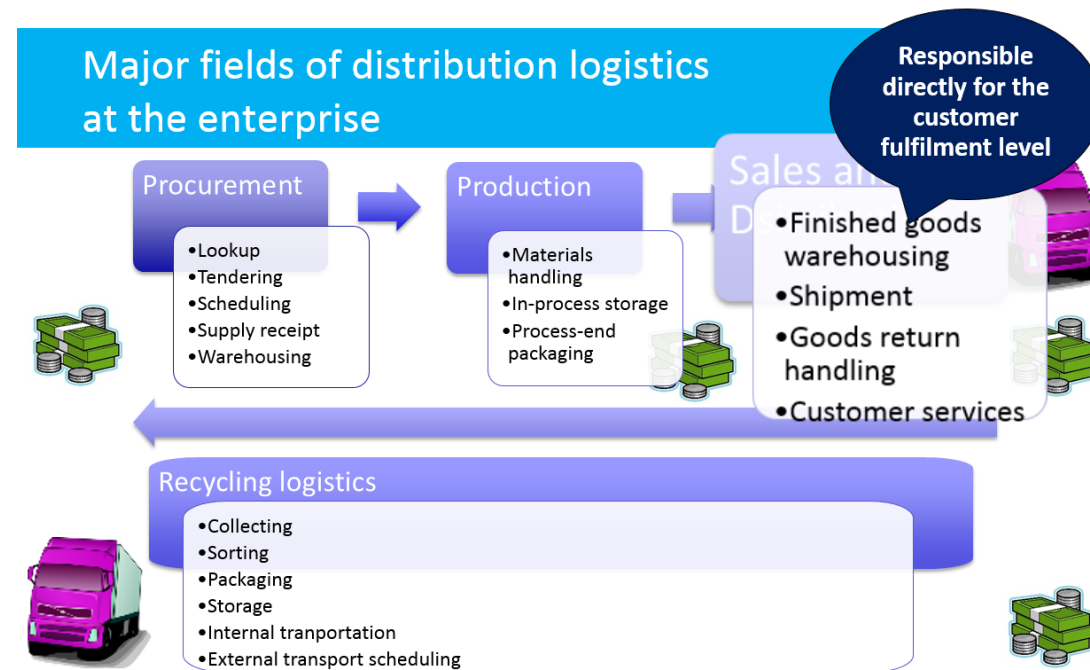 Major fields of distribution logistics
at the enterprise
Responsible
directly for the
customer
fulfilment level
Procurement
•Lookup
•Tendering
•Scheduling
•Supply receipt
•Warehousing
Production
•Materials
handling
•In-process storage
•Process-end
packaging
Sales
•Finished goods
warehousing
•Shipment
•Goods return
handling
•Customer services
Recycling logistics
•Collecting
•Sorting
•Packaging
•Storage
•Internal tranportation
•External transport scheduling